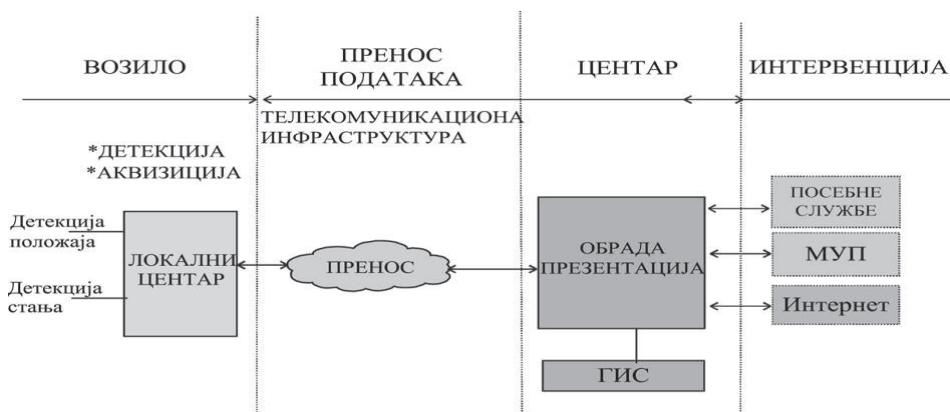 ВОЗИЛО
ПРЕНОС
ПОДАТАКА
ЦЕНТАР
ИНТЕРВЕНЦИЈА
ТЕЛЕКОМУНИКАЦИОНА
ИНФРАСТРУКТУРА
*ДЕТЕКЦИЈА
*АКВИЗИЦИЈА
Детекција
положаја
Детекција
стања
ЛОКАЛНИ
ЦЕНТАР
ПРЕНОС
ОБРАДА
ПРЕЗЕНТАЦИЈА
ГИС
ПОСЕБНЕ
СЛУЖБЕ
МУП
Интернет